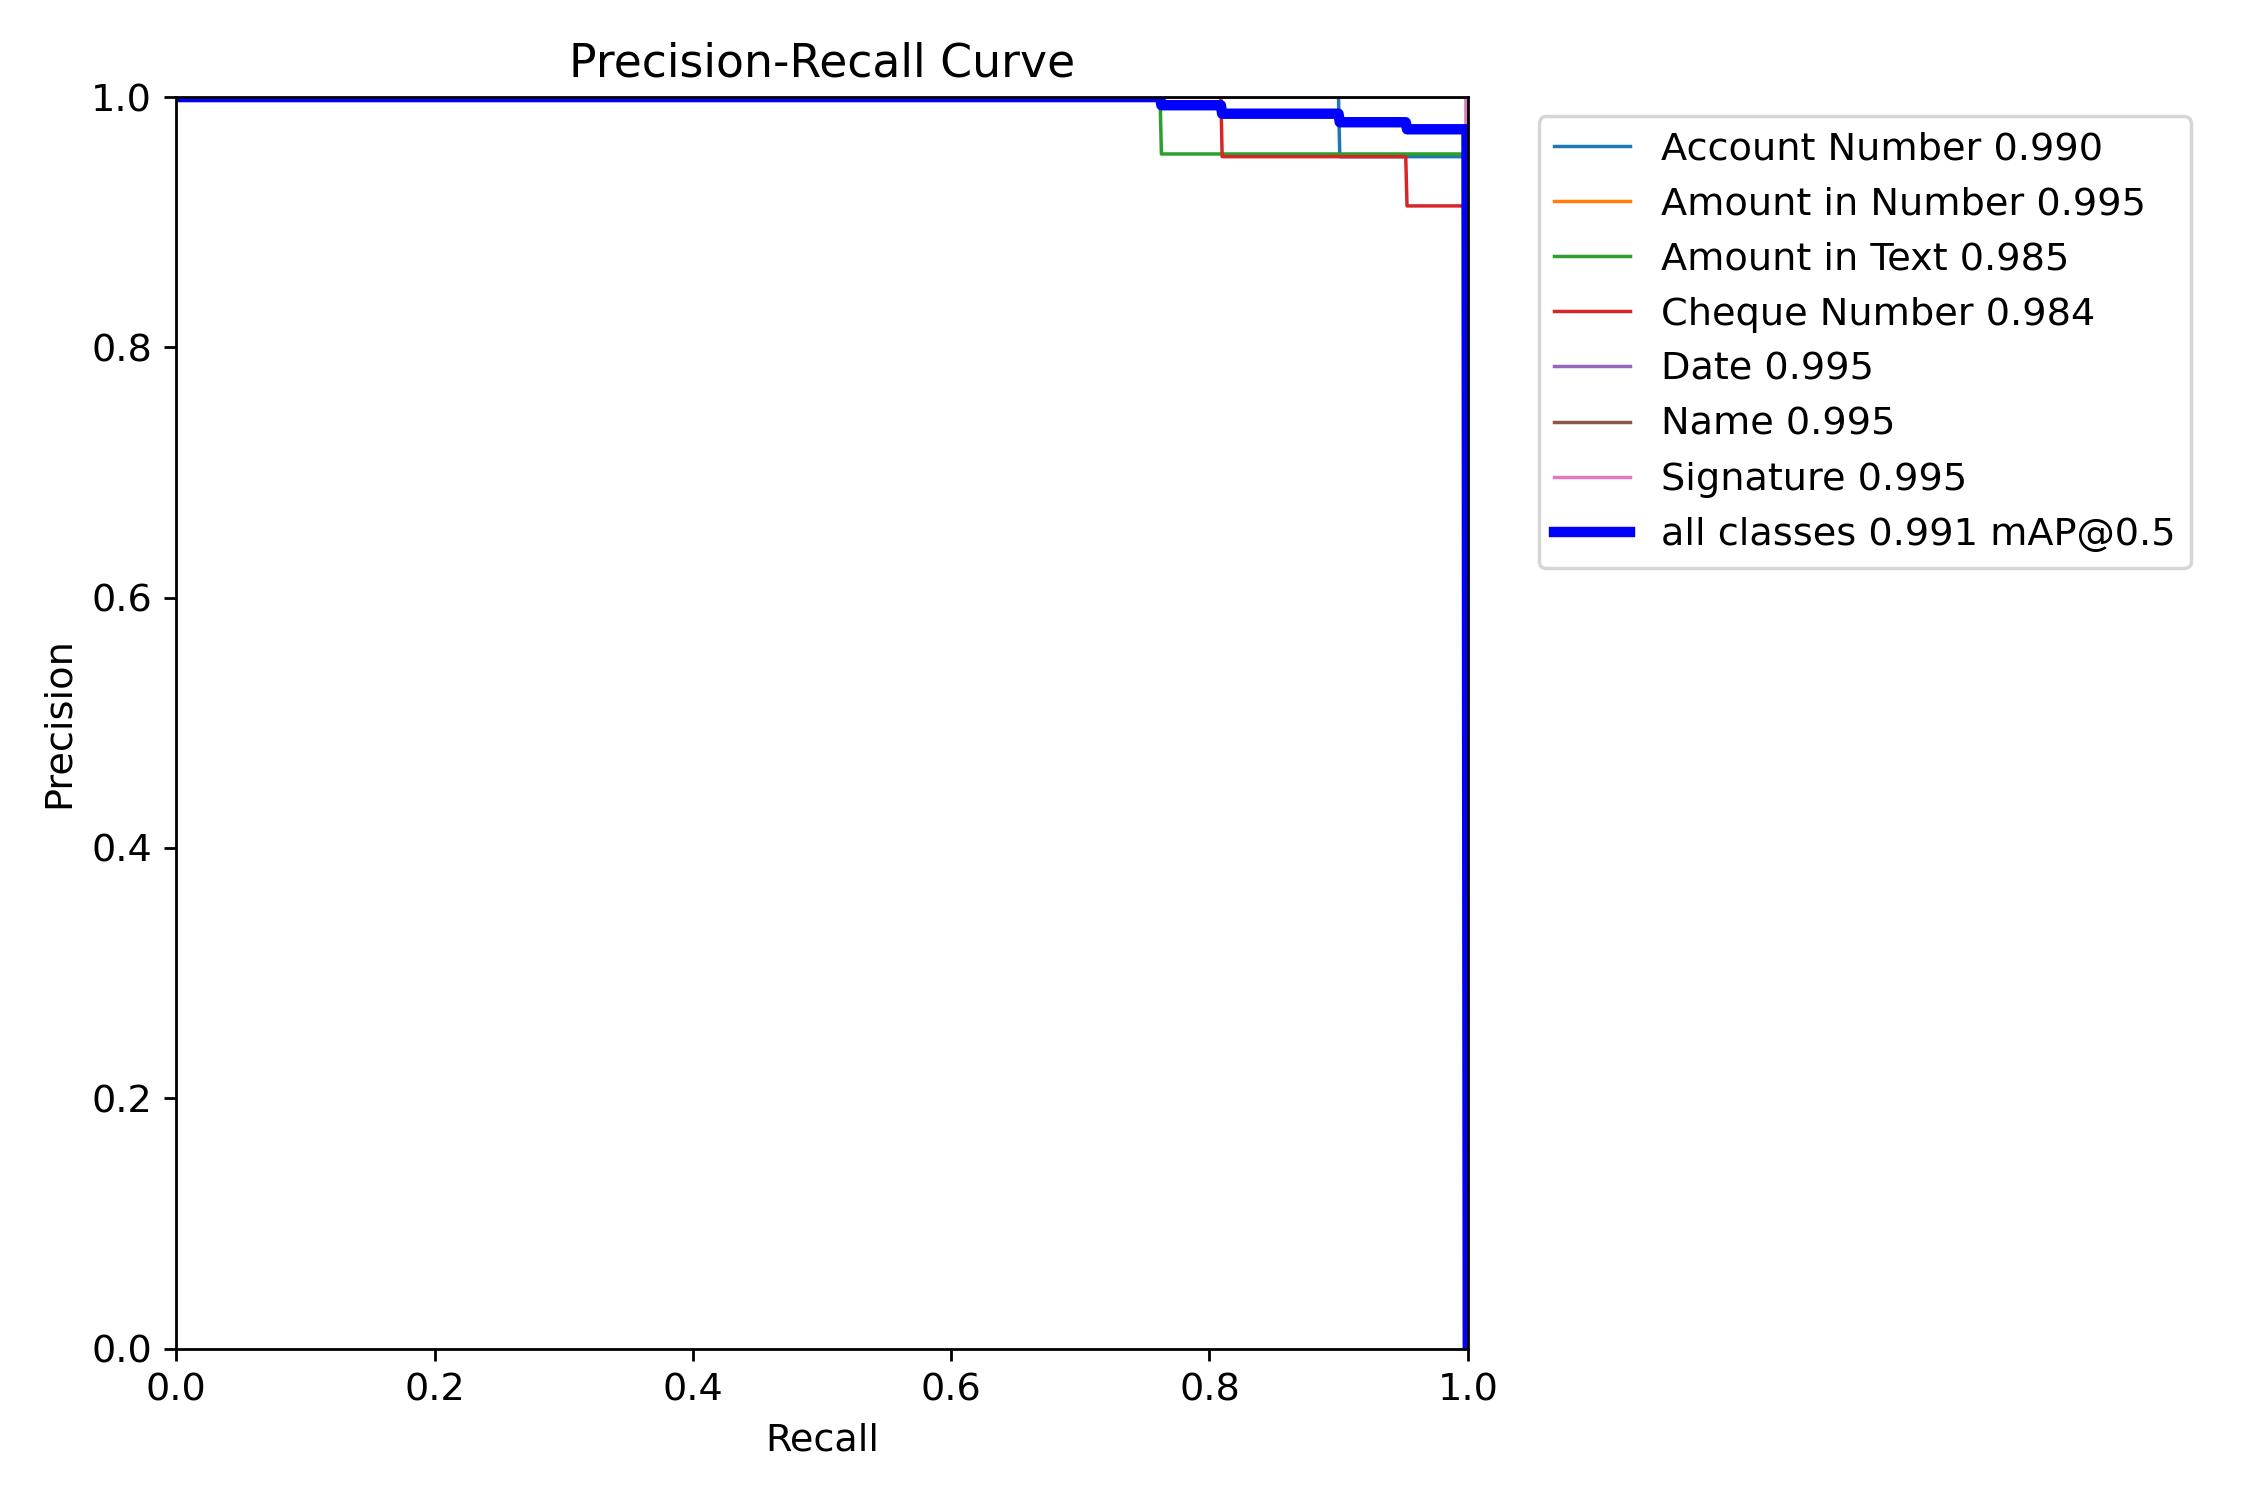 Precision-Recall Curve
1.0
0.8
0.6
0.4
0.2
0.0
Precision
0.0 0.2 0.4 0.6 0.8 1.0
Recall
Account Number 0.990
Amount in Number 0.995
Amount in Text 0.985
Cheque Number 0.984
Date 0.995
Name 0.995
Signature 0.995
all classes 0.991 mAP@0.5